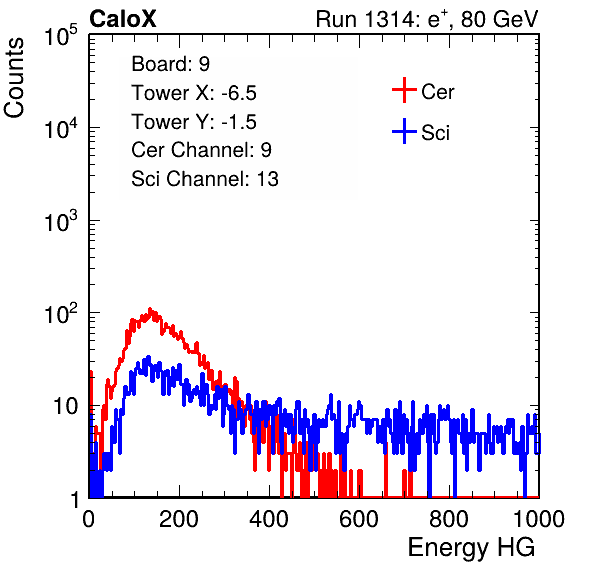 CaloX Run 1314: e⁺, 80 GeV
Counts
10⁵
10⁴
10³
10²
10
1
Board: 9
Tower X: -6.5
Tower Y: -1.5
Cer Channel: 9
Sci Channel: 13
Cer
Sci
0 200 400 600 800 1000
Energy HG